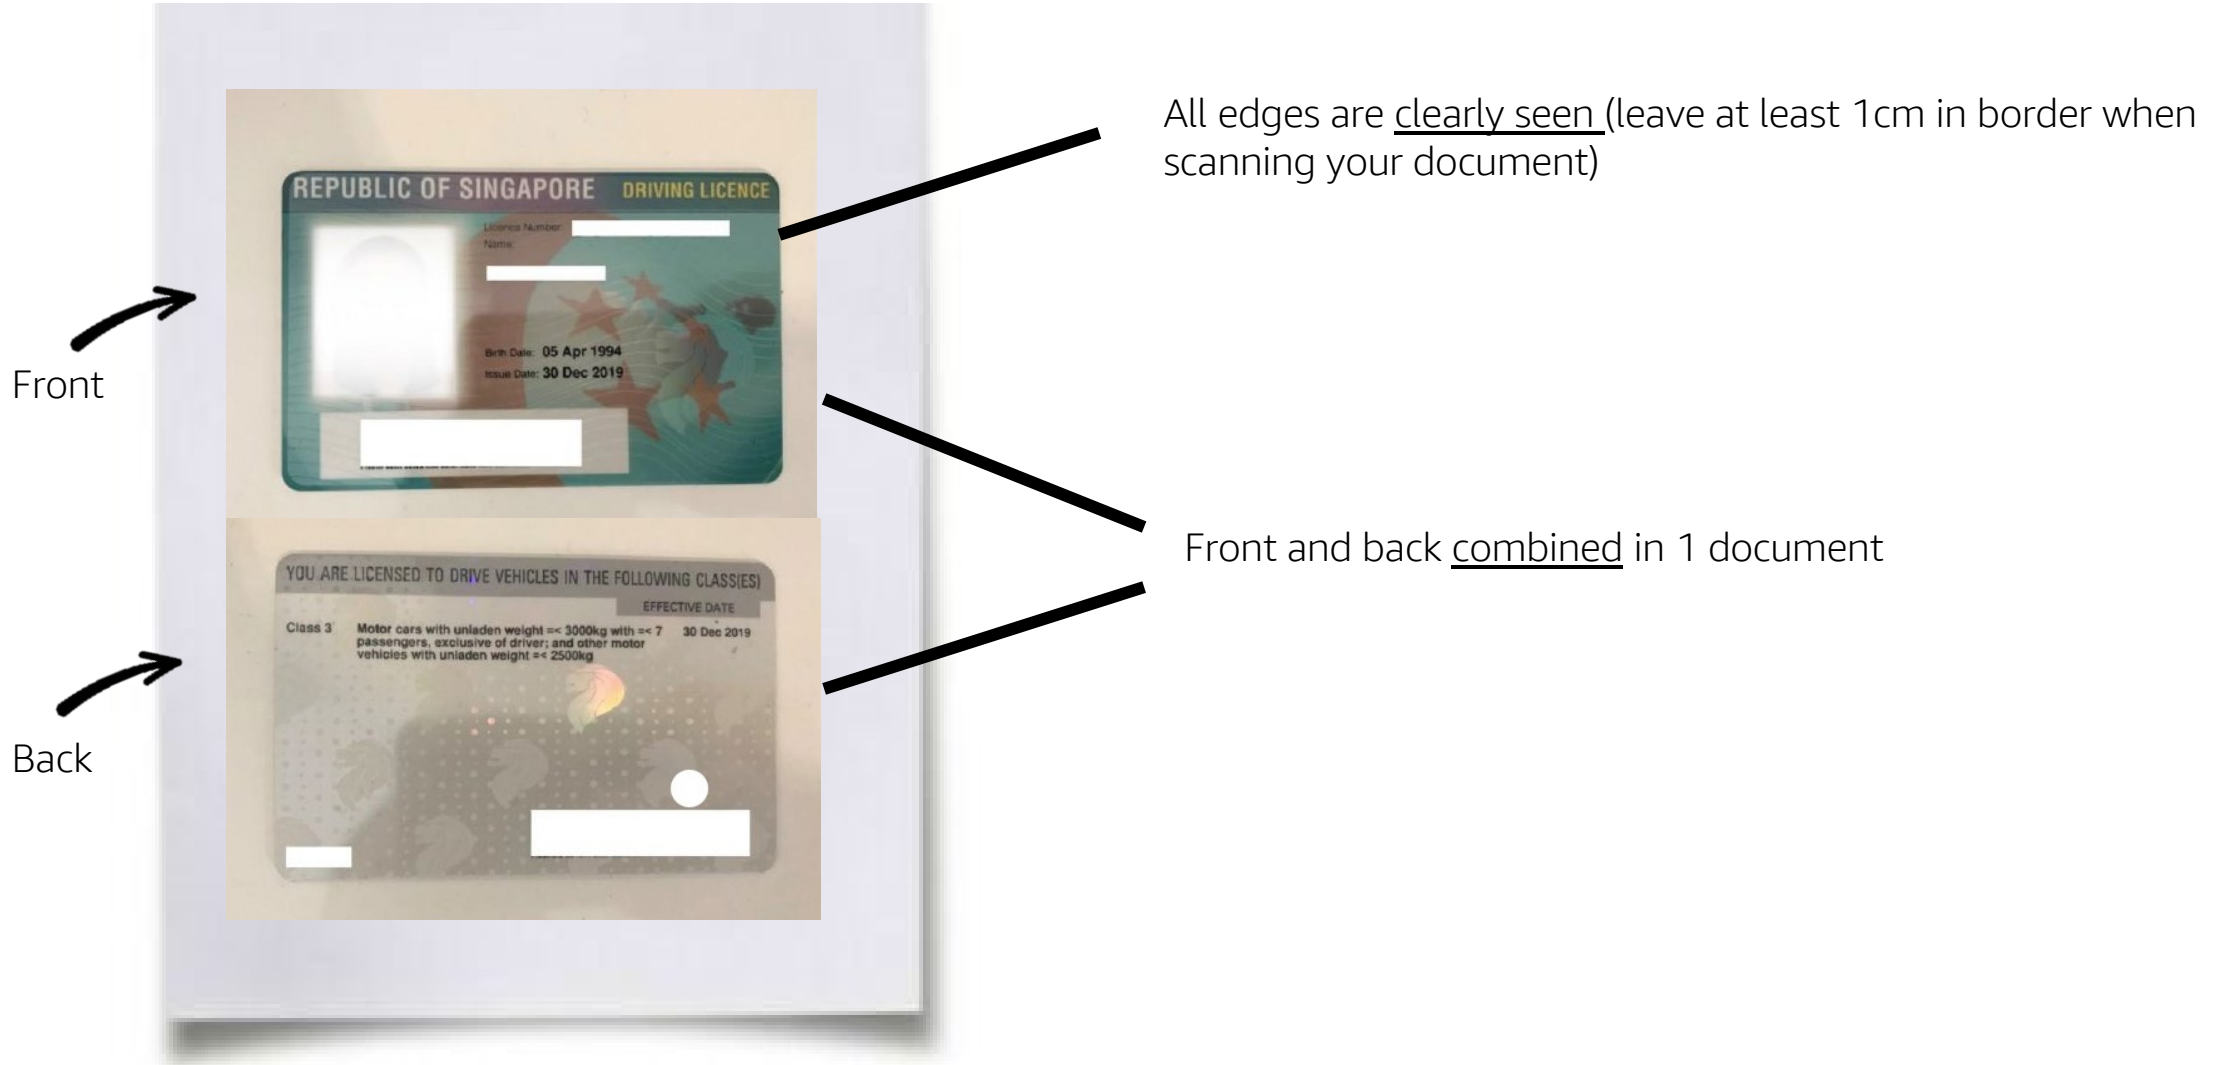 All edges are clearly seen (leave at least 1cm in border when
scanning your document)
REPUBLIC OF SINGAPORE DRIVING LICENCE
Licence Number:
Name:
Birth Date: 05 Apr 1994
Issue Date: 30 Dec 2019
Front
Front and back combined in 1 document
YOU ARE LICENSED TO DRIVE VEHICLES IN THE FOLLOWING CLASS(ES)
EFFECTIVE DATE
Class 3 Motor cars with unladen weight =< 3000kg with =< 7 30 Dec 2019
passengers, exclusive of driver; and other motor
vehicles with unladen weight =< 2500kg
Back